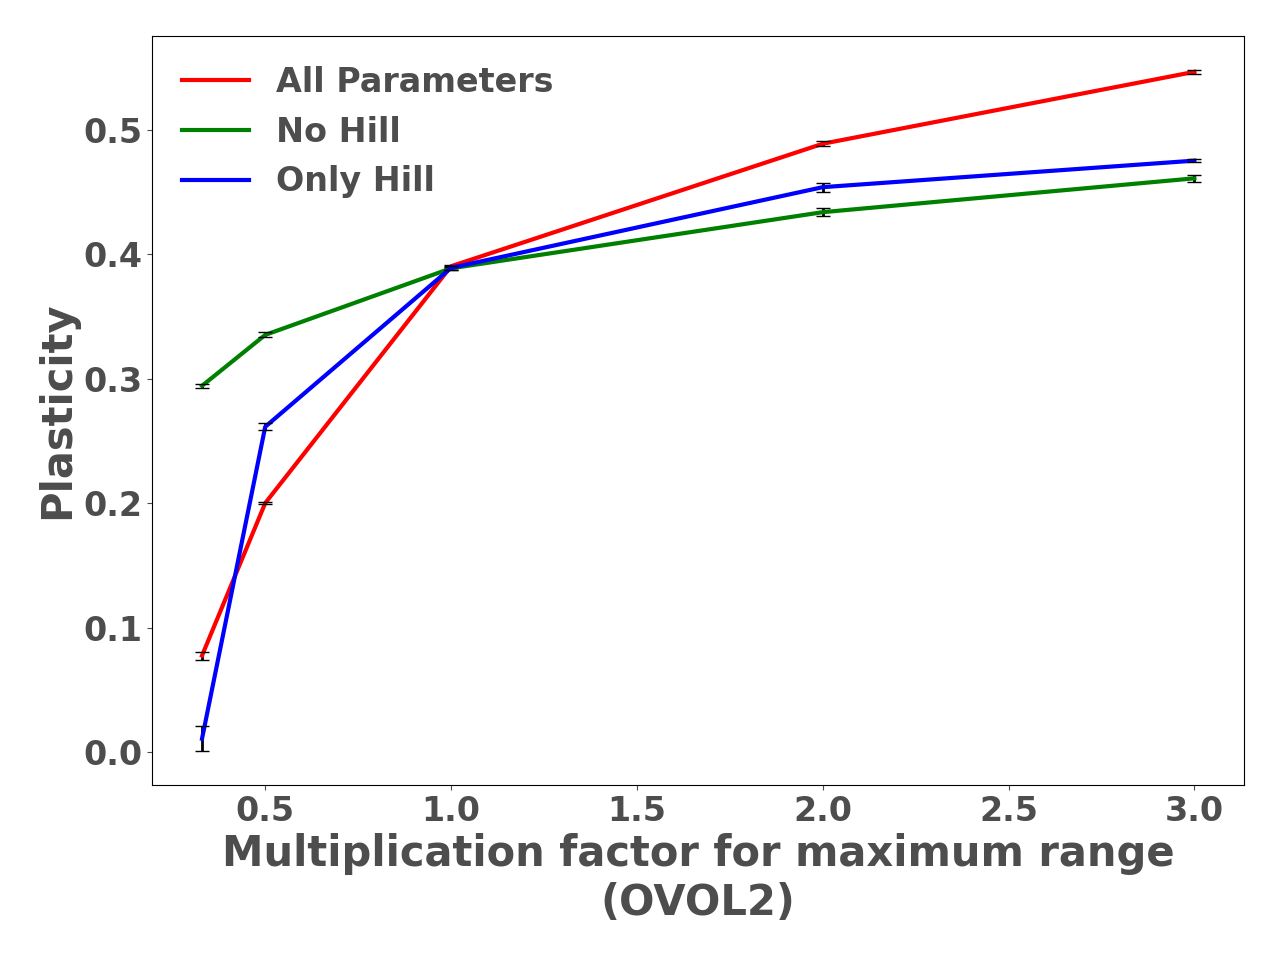 All Parameters
No Hill
Only Hill
Plasticity
0.5
0.4
0.3
0.2
0.1
0.0
0.5 1.0 1.5 2.0 2.5 3.0
Multiplication factor for maximum range
(OVOL2)